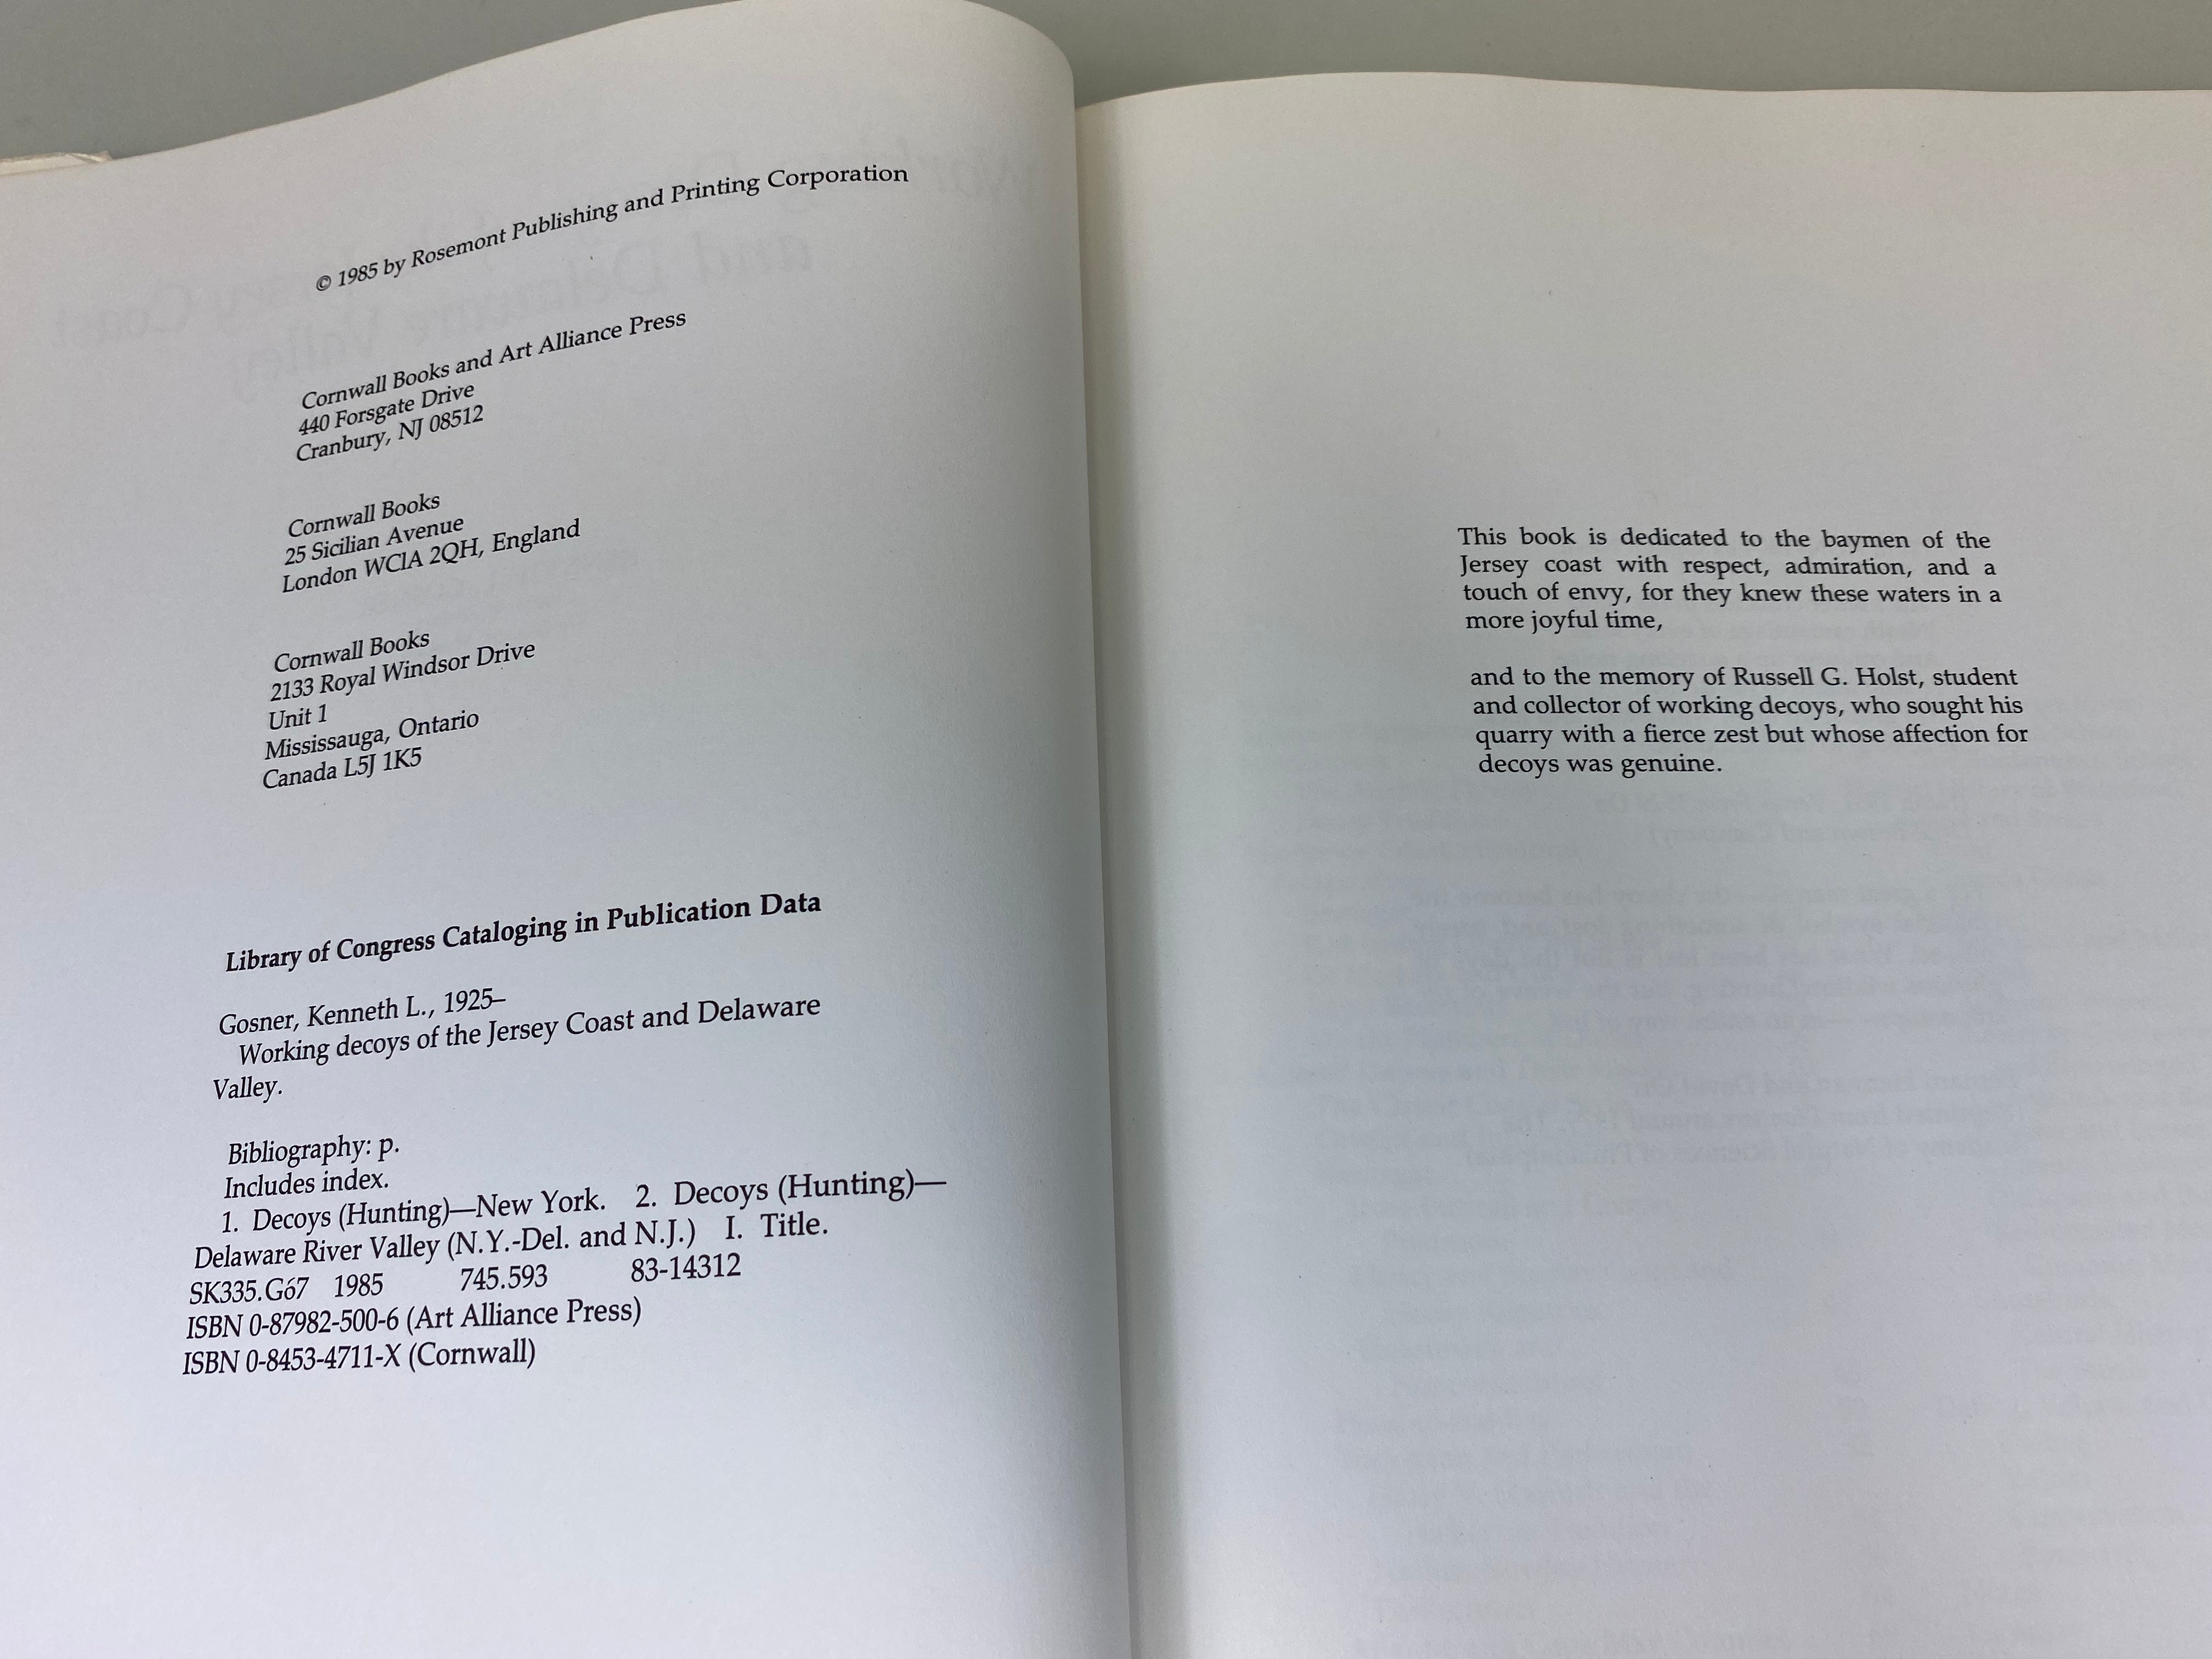 © 1985 by Rosemont Publishing and Printing Corporation
Cornwall Books and Art Alliance Press
440 Forsgate Drive
Cranbury, NJ 08512
Cornwall Books
25 Sicilian Avenue
London WC1A 2QH, England
Cornwall Books
2133 Royal Windsor Drive
Unit 1
Mississauga, Ontario
Canada L5J 1K5
Library of Congress Cataloging in Publication Data
Gosner, Kenneth L., 1925–
Working decoys of the Jersey Coast and Delaware
Valley.
Bibliography: p.
Includes index.
1. Decoys (Hunting)—New York. 2. Decoys (Hunting)—
Delaware River Valley (N.Y.-Del. and N.J.) I. Title.
SK335.G67 1985 745.593 83-14312
ISBN 0-87982-500-6 (Art Alliance Press)
ISBN 0-8453-4711-X (Cornwall)
This book is dedicated to the baymen of the
Jersey coast with respect, admiration, and a
touch of envy, for they knew these waters in a
more joyful time,
and to the memory of Russell G. Holst, student
and collector of working decoys, who sought his
quarry with a fierce zest but whose affection for
decoys was genuine.